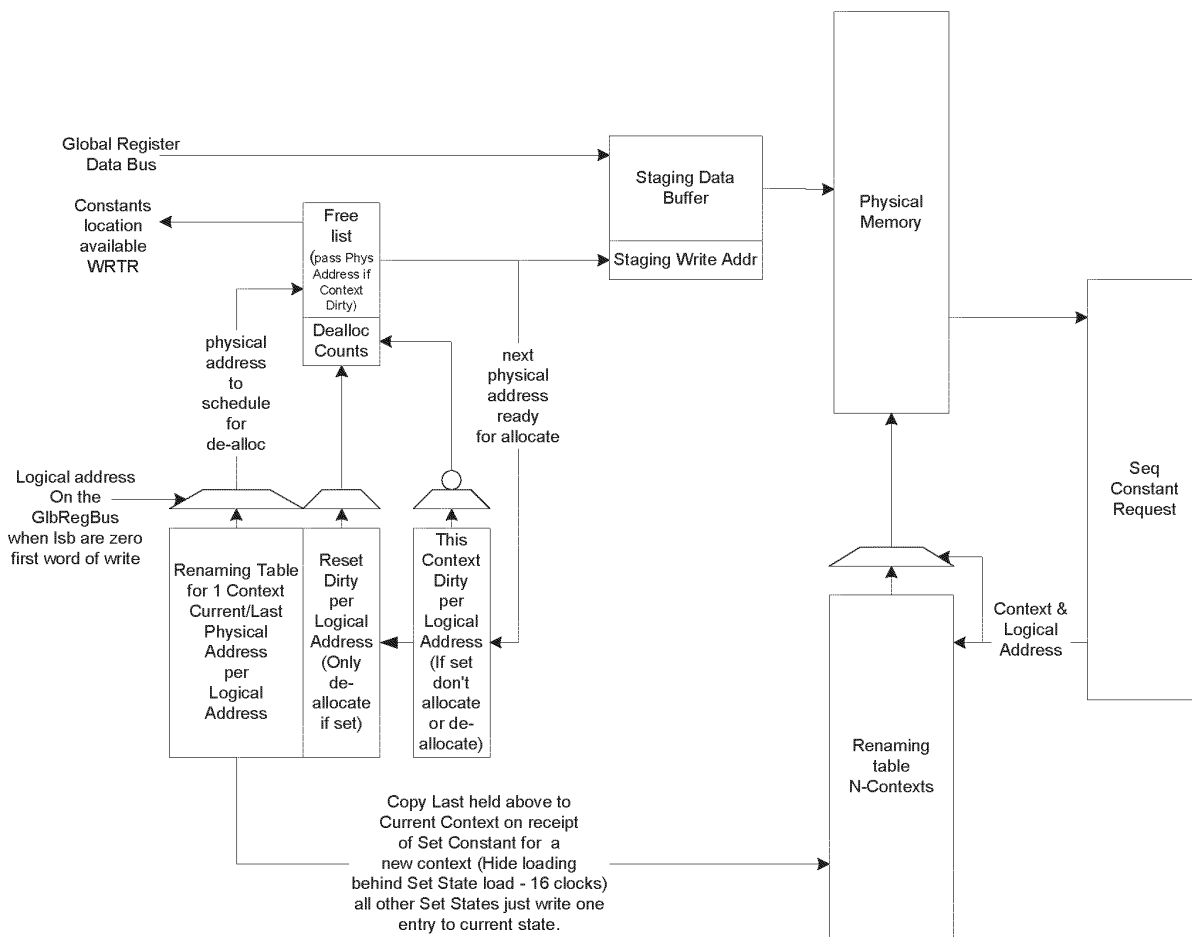 Global Register
Data Bus
Constants
location
available
WRTR
Free
list
(pass Phys
Address if
Context
Dirty)
Dealloc
Counts
Staging Data
Buffer
Staging Write Addr
Physical
Memory
physical
address
to
schedule
for
de-alloc
next
physical
address
ready
for allocate
Logical address
On the
GlbRegBus
when lsb are zero
first word of write
Renaming Table
for 1 Context
Current/Last
Physical
Address
per
Logical
Address
Reset
Dirty
per
Logical
Address
(Only
de-
allocate
if set)
This
Context
Dirty
per
Logical
Address
(If set
don't
allocate
or de-
allocate)
Seq
Constant
Request
Context &
Logical
Address
Renaming
table
N-Contexts
Copy Last held above to
Current Context on receipt
of Set Constant for a
new context (Hide loading
behind Set State load - 16 clocks)
all other Set States just write one
entry to current state.